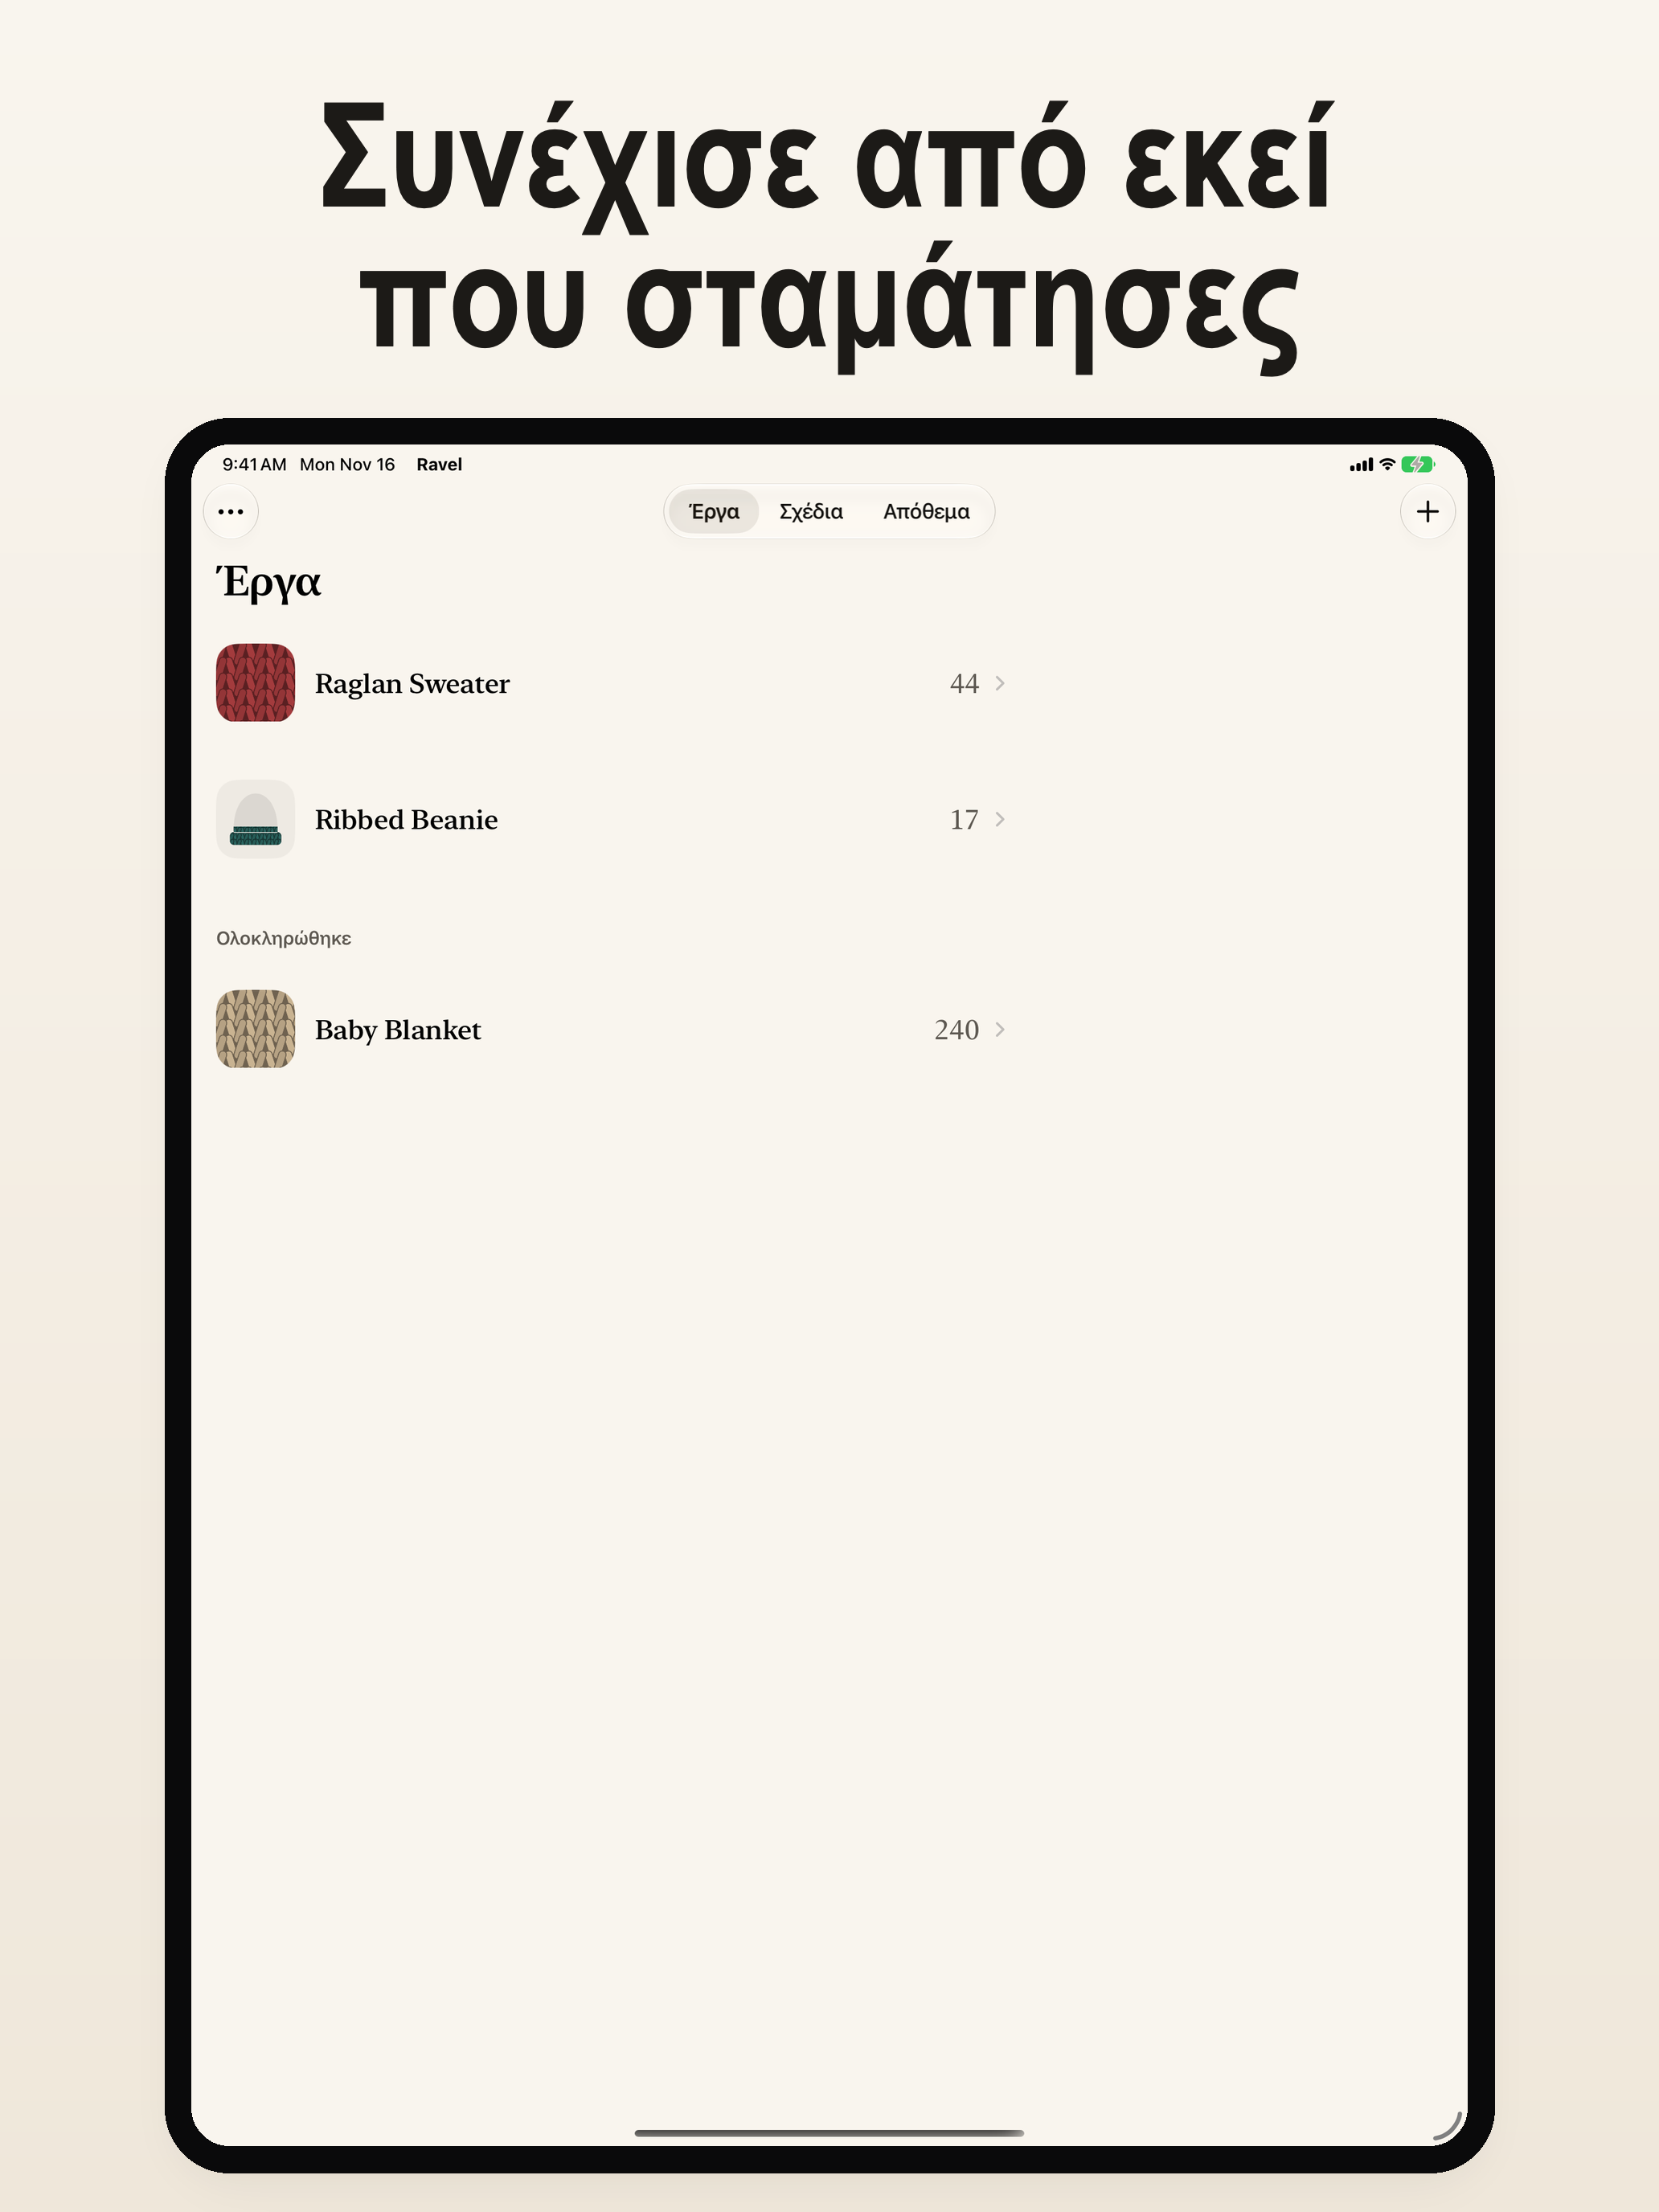 Συνέχισε από εκεί
που σταμάτησες
9:41 AM Mon Nov 16 Ravel
Έργα Σχέδια Απόθεμα
Έργα
Raglan Sweater 44
Ribbed Beanie 17
Ολοκληρώθηκε
Baby Blanket 240